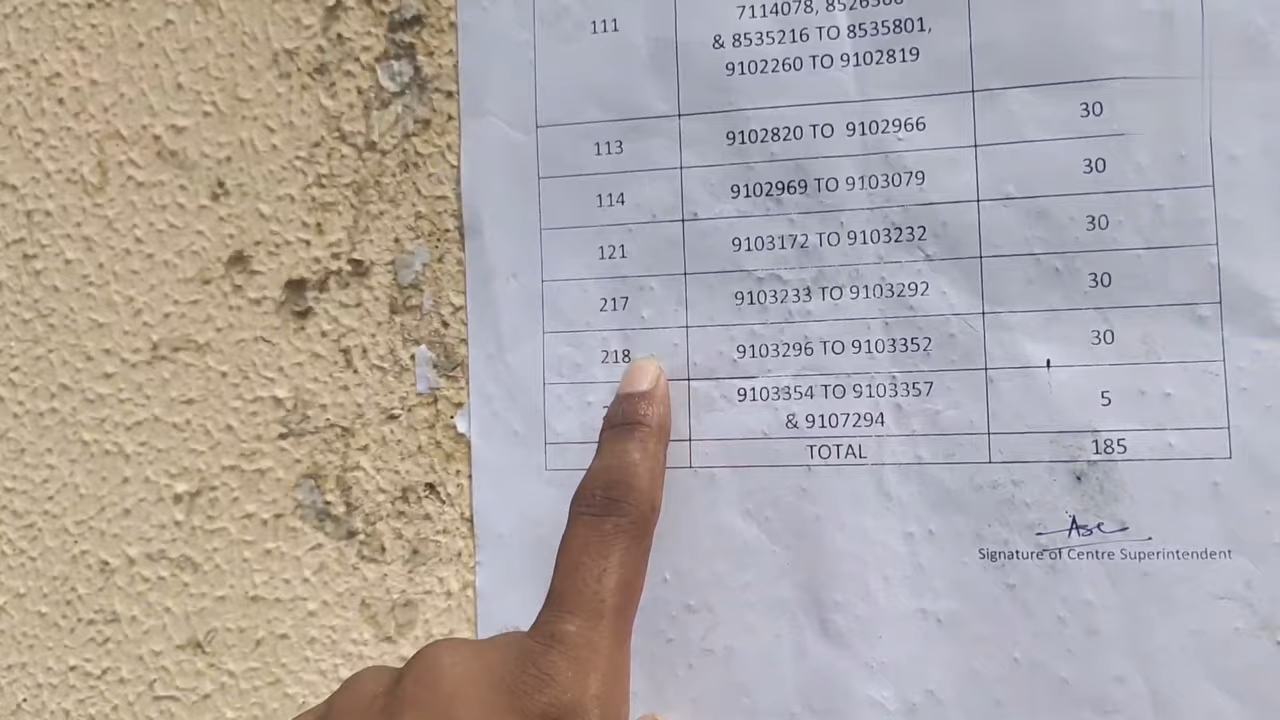 111
7114078,
& 8535216 TO 8535801,
9102260 TO 9102819
113 9102820 TO 9102966 30
114 9102969 TO 9103079 30
121 9103172 TO 9103232 30
217 9103233 TO 9103292 30
218 9103296 TO 9103352 30
9103354 TO 9103357
& 9107294
5
TOTAL 185
Signature of Centre Superintendent